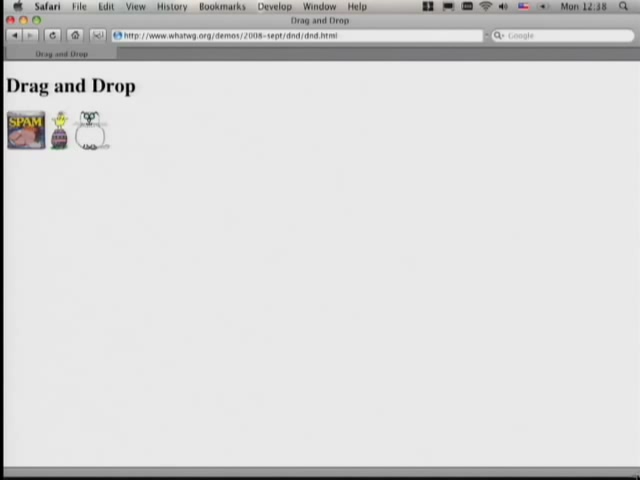 Safari File Edit View History Bookmarks Develop Window Help Mon 12:38
Drag and Drop
http://www.whatwg.org/demos/2008-sept/dnd/dnd.html Google
Drag and Drop
Drag and Drop
SPAM